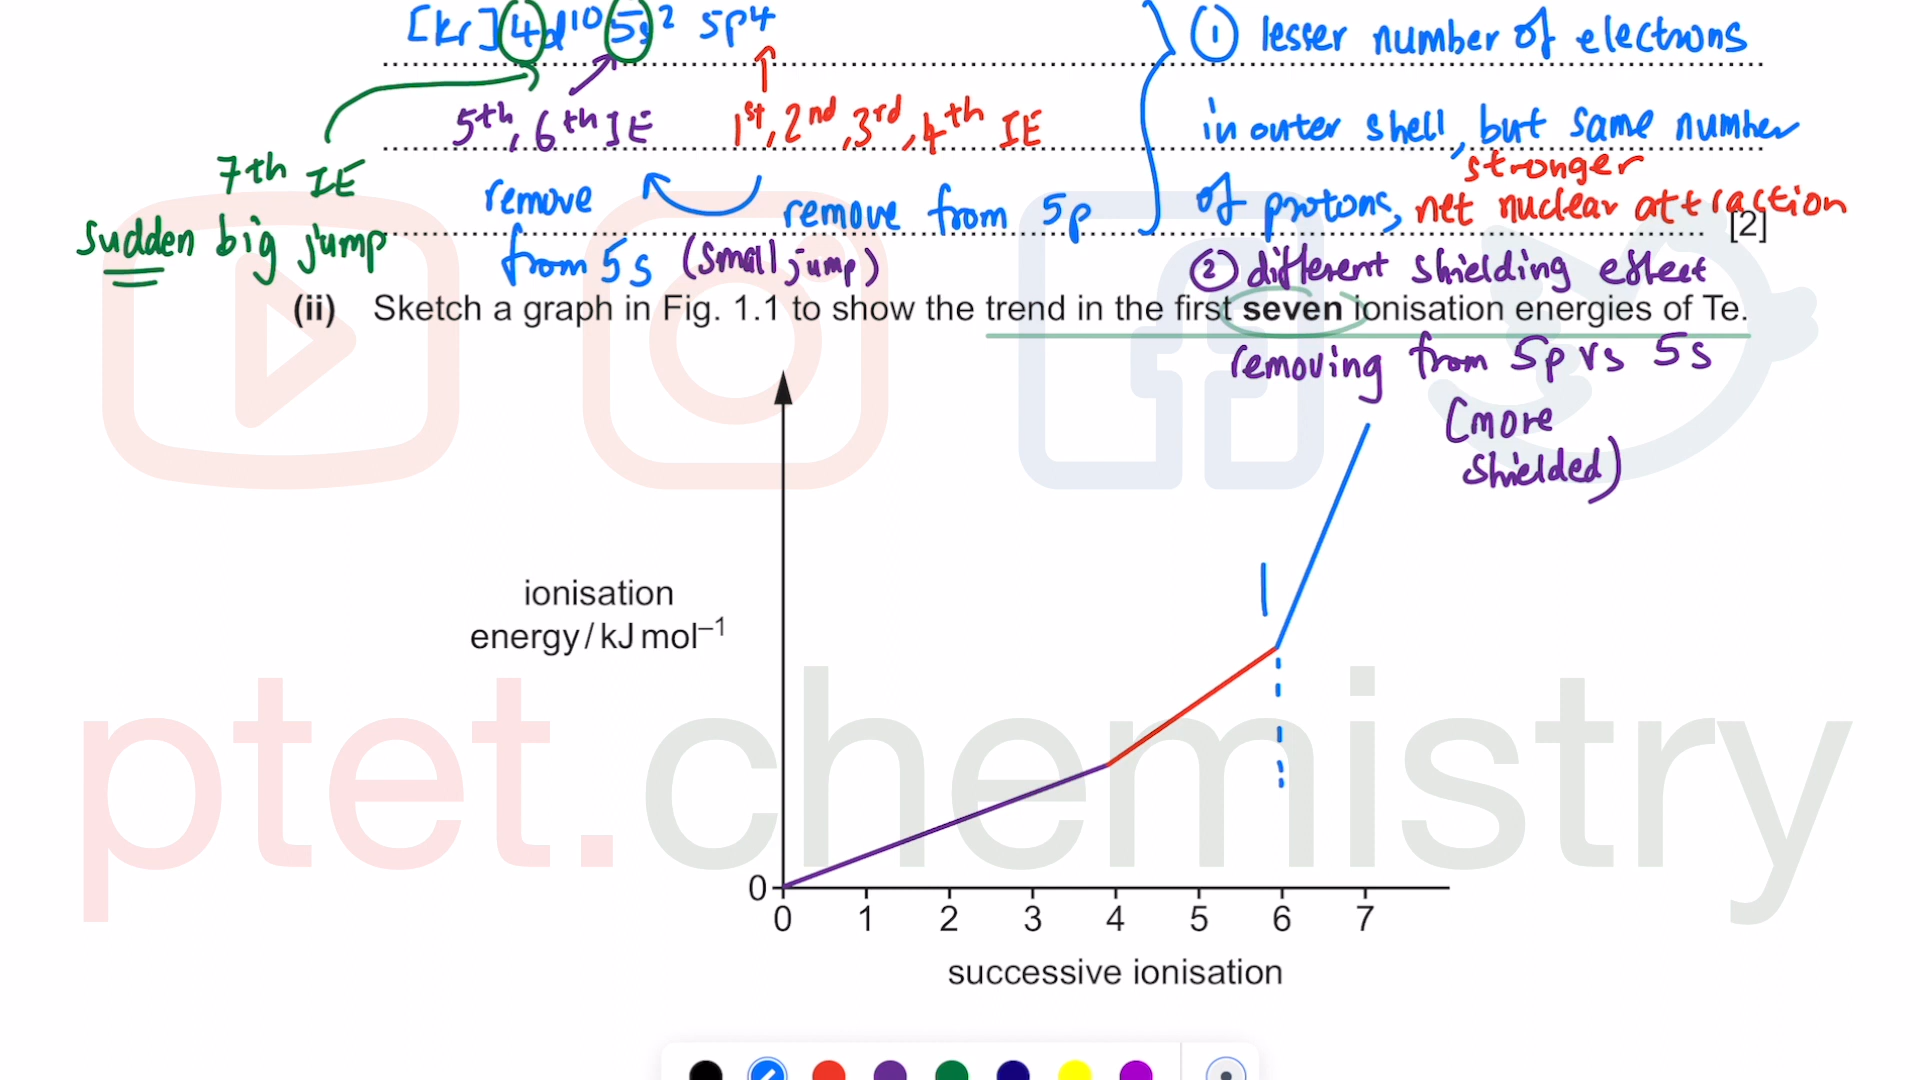 [Kr] 4d10 5s2 5p4
① lesser number of electrons
5th, 6th IE
1st, 2nd, 3rd, 4th IE
in outer shell, but same number
7th IE
stronger
remove
remove from 5p
of protons, net nuclear attraction
[2]
sudden big jump
from 5s (small jump)
② different shielding effect
(ii) Sketch a graph in Fig. 1.1 to show the trend in the first seven ionisation energies of Te.
removing from 5p vs 5s
(more
shielded)
ionisation
energy / kJ mol–1
ptet.chemistry
0
0 1 2 3 4 5 6 7
successive ionisation